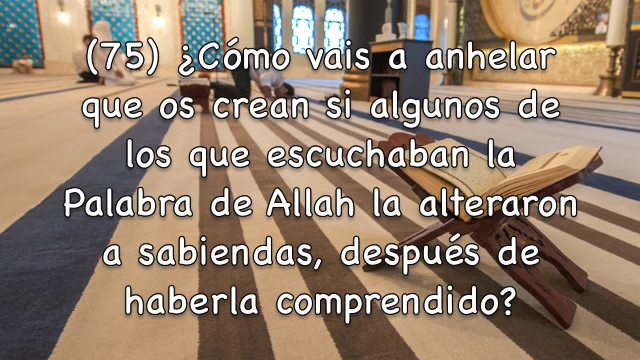 (75) ¿Cómo vais a anhelar
que os crean si algunos de
los que escuchaban la
Palabra de Allah la alteraron
a sabiendas, después de
haberla comprendido?